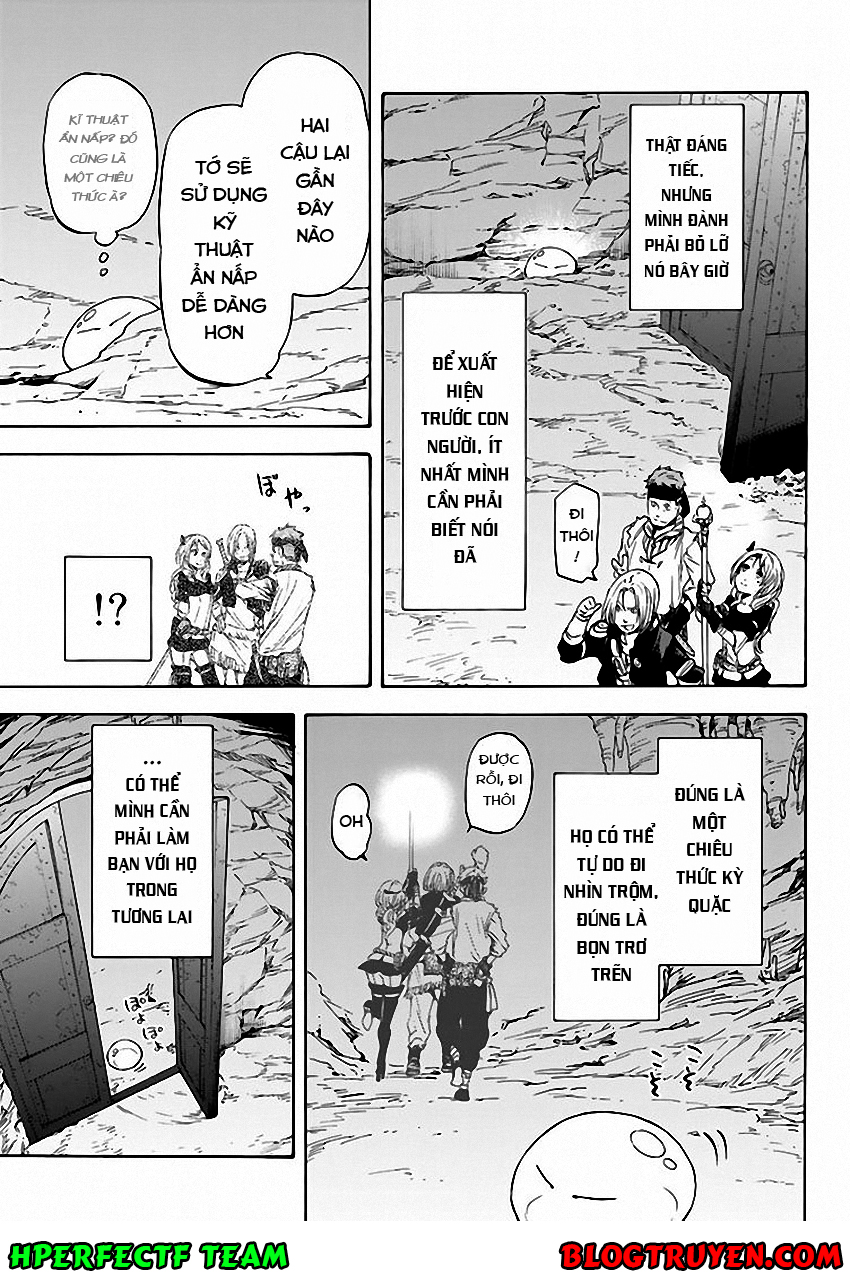 THẬT ĐÁNG
TIẾC,
NHƯNG
MÌNH ĐÀNH
PHẢI BỎ LỠ
NÓ BÂY GIỜ
ĐỂ XUẤT
HIỆN
TRƯỚC CON
NGƯỜI, ÍT
NHẤT MÌNH
CẦN PHẢI
BIẾT NÓI
ĐÃ
ĐI
THÔI
!
HAI
CẬU LẠI
GẦN
ĐÂY
NÀO
TỚ SẼ
SỬ DỤNG
KỸ
THUẬT
ẨN NẤP
DỄ DÀNG
HƠN
KĨ THUẬT
ẨN NẤP? ĐÓ
CŨNG LÀ
MỘT CHIÊU
THỨC À?
ぼやっ
!?
ĐÚNG LÀ
MỘT
CHIÊU
THỨC KỲ
QUẶC
HỌ CÓ THỂ
TỰ DO ĐI
NHÌN TRỘM,
ĐÚNG LÀ
BỌN TRƠ
TRẼN
ĐƯỢC
RỒI, ĐI
THÔI
OH
...
CÓ THỂ
MÌNH CẦN
PHẢI LÀM
BẠN VỚI HỌ
TRONG
TƯƠNG LAI
ぽよ
ぽよ
HPERFECTF TEAM
BLOGTRUYEN.COM